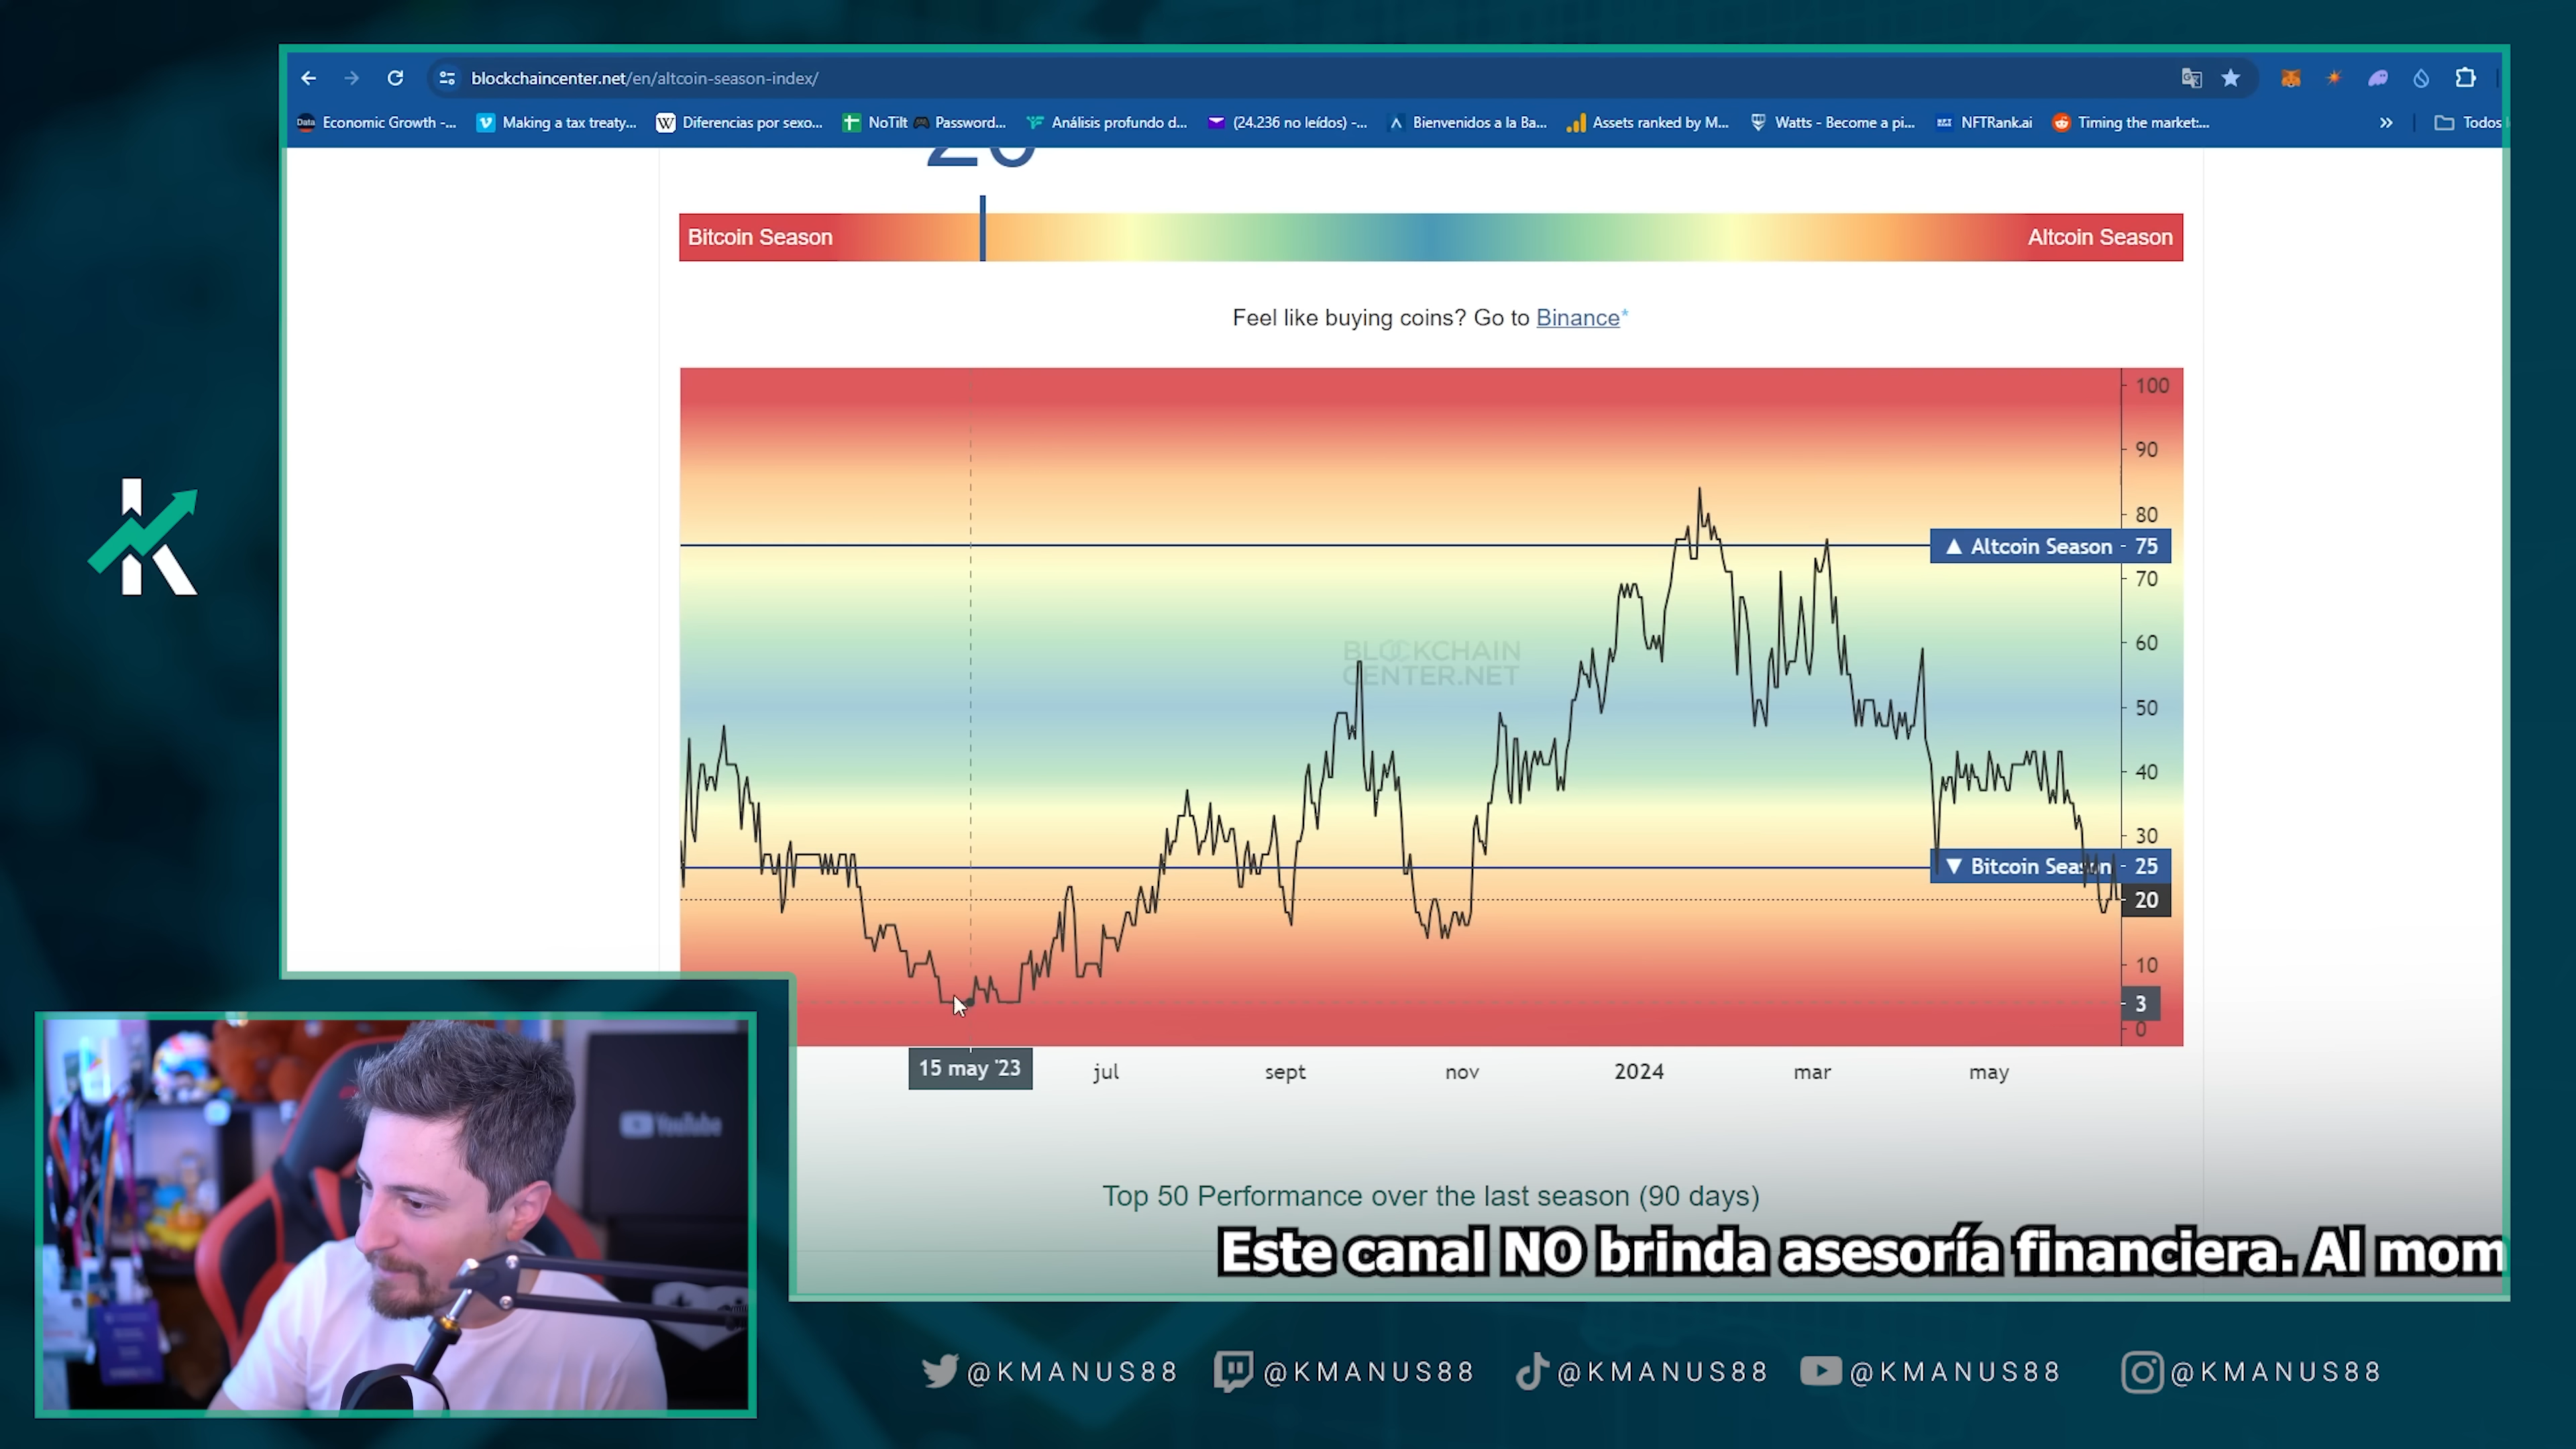 blockchaincenter.net/en/altcoin-season-index/
Economic Growth -...
Making a tax treaty...
Diferencias por sexo...
NoTilt 🎮 Password...
Análisis profundo d...
(24.236 no leídos) -...
Bienvenidos a la Ba...
Assets ranked by M...
Watts - Become a pi...
NFTRank.ai
Timing the market:...
»
Todos
Bitcoin Season
Altcoin Season
Feel like buying coins? Go to Binance*
100
90
80
▲ Altcoin Season - 75
70
60
BLOCKCHAIN
CENTER.NET
50
40
30
▼ Bitcoin Season - 25
20
10
3
0
15 may '23
jul
sept
nov
2024
mar
may
Top 50 Performance over the last season (90 days)
Este canal NO brinda asesoría financiera. Al mom
YouTube
@KMANUS88
@KMANUS88
@KMANUS88
@KMANUS88
@KMANUS88